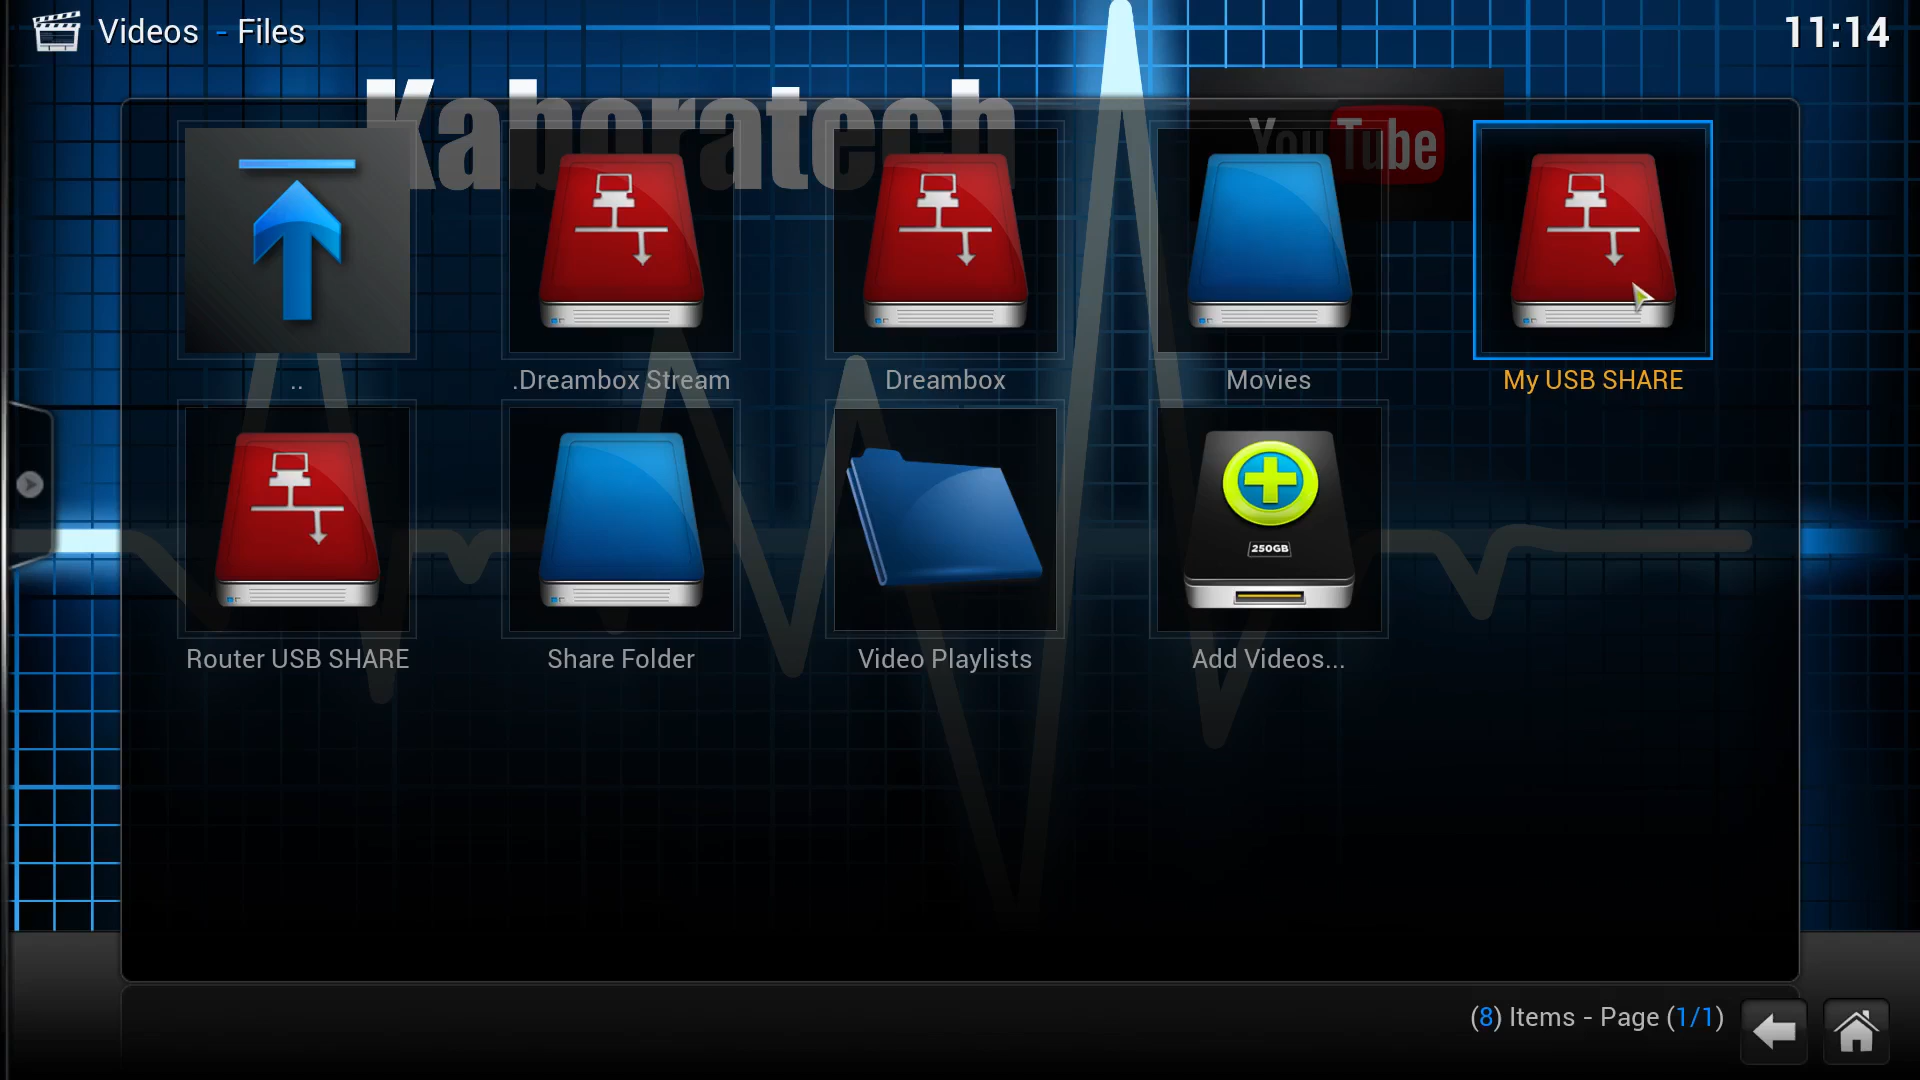 Videos - Files
11:14
Kaboratech
YouTube
..
.Dreambox Stream
Dreambox
Movies
My USB SHARE
250GB
Router USB SHARE
Share Folder
Video Playlists
Add Videos...
(8) Items - Page (1/1)